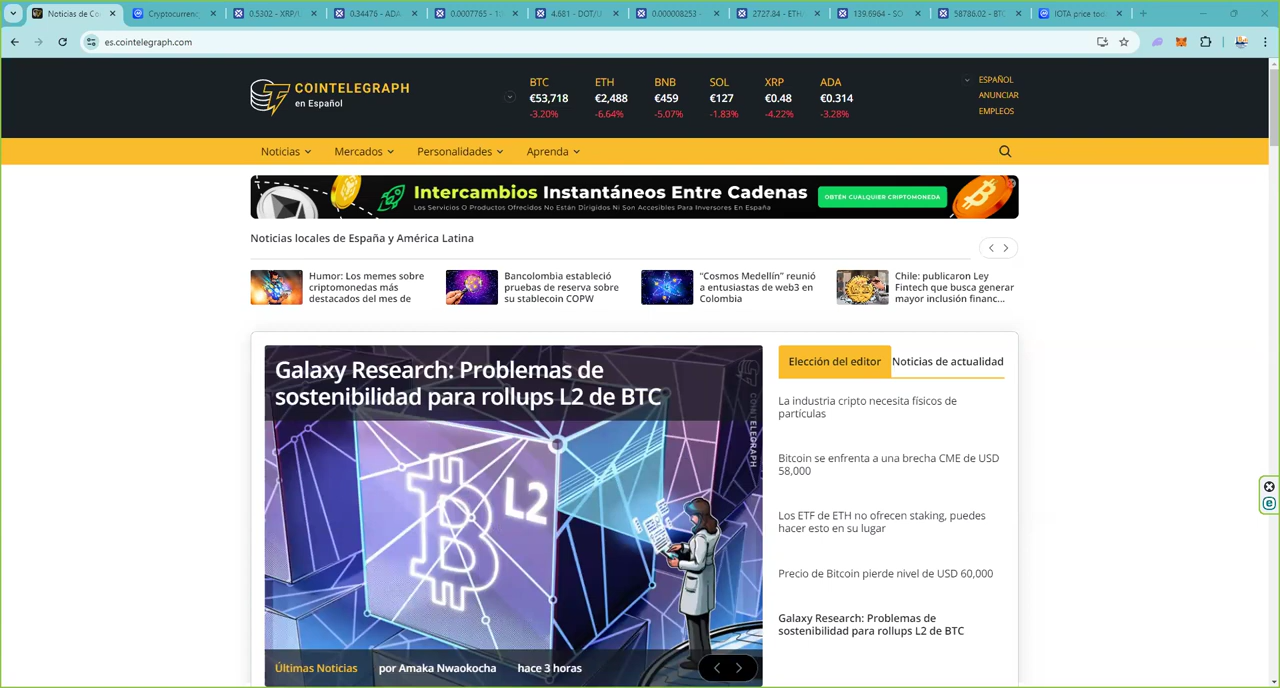 Noticias de Co
Cryptocurrenc
0.5302 - XRP/U
0.34476 - ADA
0.0007765 - 10
4.681 - DOT/U
0.000008253 -
2727.84 - ETH
139.6964 - SO
58786.02 - BTC
IOTA price tod
es.cointelegraph.com
COINTELEGRAPH
en Español
BTC ETH BNB SOL XRP ADA
€53,718 €2,488 €459 €127 €0.48 €0.314
-3.20% -6.64% -5.07% -1.83% -4.22% -3.28%
ESPAÑOL
ANUNCIAR
EMPLEOS
Noticias Mercados Personalidades Aprenda
Intercambios Instantáneos Entre Cadenas
Los Servicios O Productos Ofrecidos No Están Dirigidos Ni Son Accesibles Para Inversores En España
OBTÉN CUALQUIER CRIPTOMONEDA
Noticias locales de España y América Latina
Humor: Los memes sobre
criptomonedas más
destacados del mes de
Bancolombia estableció
pruebas de reserva sobre
su stablecoin COPW
“Cosmos Medellín” reunió
a entusiastas de web3 en
Colombia
Chile: publicaron Ley
Fintech que busca generar
mayor inclusión financ...
Galaxy Research: Problemas de
sostenibilidad para rollups L2 de BTC
COINTELEGRAPH
L2
Últimas Noticias por Amaka Nwaokocha hace 3 horas
Elección del editor Noticias de actualidad
La industria cripto necesita físicos de
partículas
Bitcoin se enfrenta a una brecha CME de USD
58,000
Los ETF de ETH no ofrecen staking, puedes
hacer esto en su lugar
Precio de Bitcoin pierde nivel de USD 60,000
Galaxy Research: Problemas de
sostenibilidad para rollups L2 de BTC